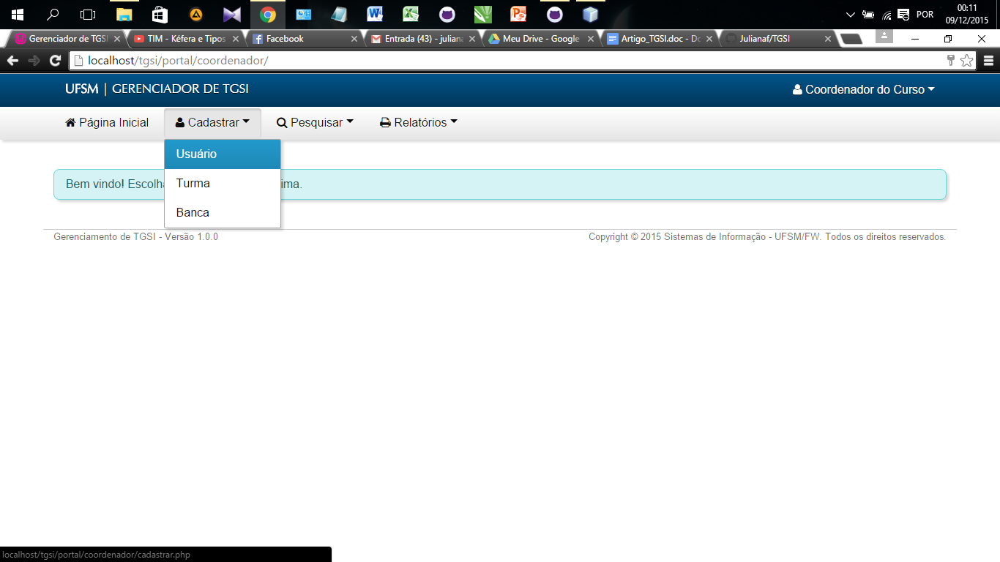 00:11
POR
09/12/2015
Gerenciador de TGSI
TIM - Kéfera e Tipos
Facebook
Entrada (43) - juliana
Meu Drive - Google
Artigo_TGSI.doc - Do
Julianaf/TGSI
localhost/tgsi/portal/coordenador/
UFSM | GERENCIADOR DE TGSI
Coordenador do Curso
Página Inicial
Cadastrar
Pesquisar
Relatórios
Usuário
Bem vindo! Escolha ima.
Turma
Banca
Gerenciamento de TGSI - Versão 1.0.0
Copyright © 2015 Sistemas de Informação - UFSM/FW. Todos os direitos reservados.
localhost/tgsi/portal/coordenador/cadastrar.php